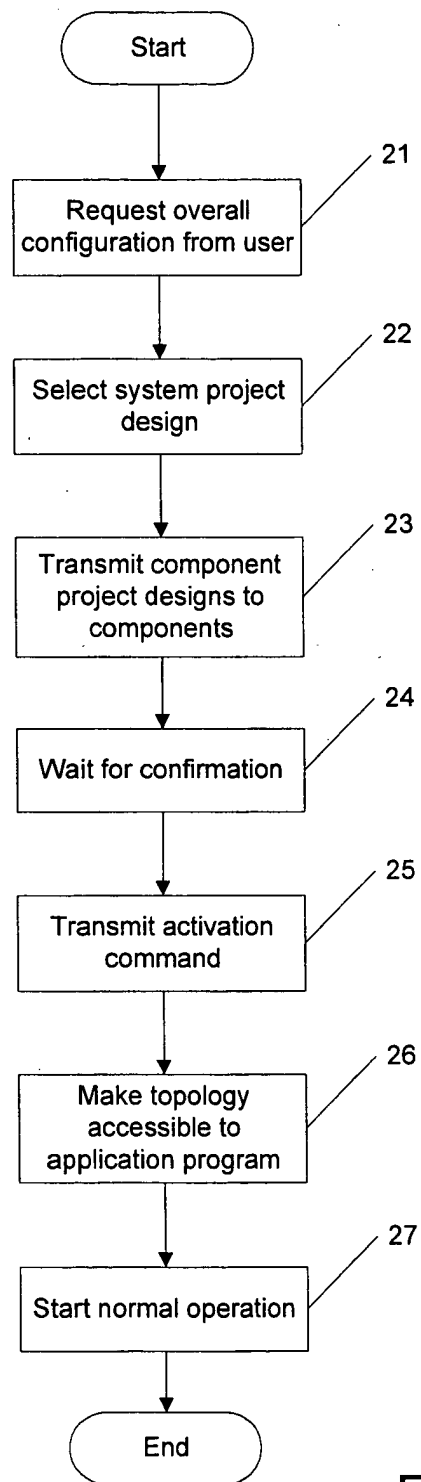 Start
21
Request overall
configuration from user
22
Select system project
design
23
Transmit component
project designs to
components
24
Wait for confirmation
25
Transmit activation
command
26
Make topology
accessible to
application program
27
Start normal operation
End